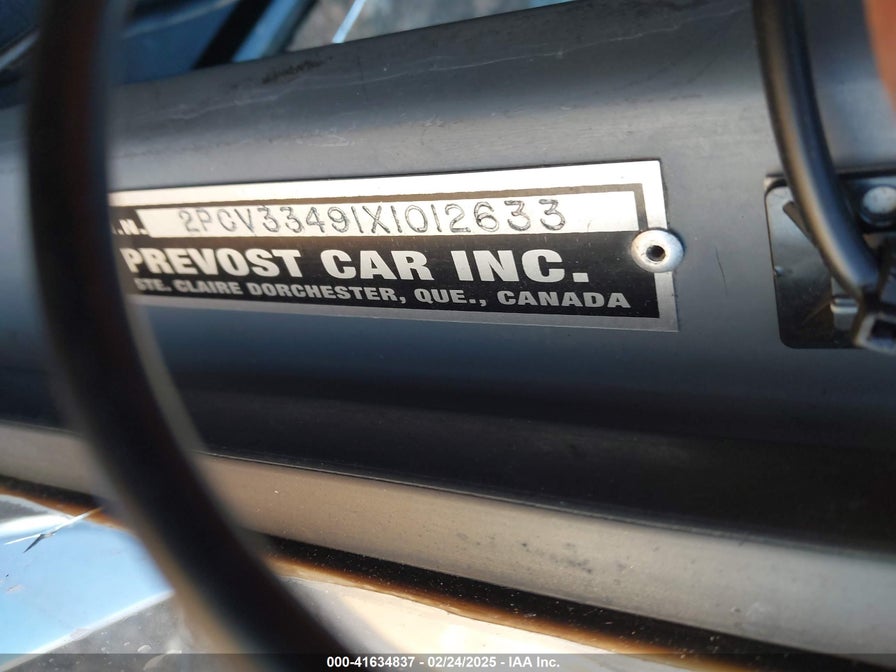 .N. 2PCV33491X1012633
PREVOST CAR INC.
STE. CLAIRE DORCHESTER, QUE., CANADA
000-41634837 - 02/24/2025 - IAA Inc.